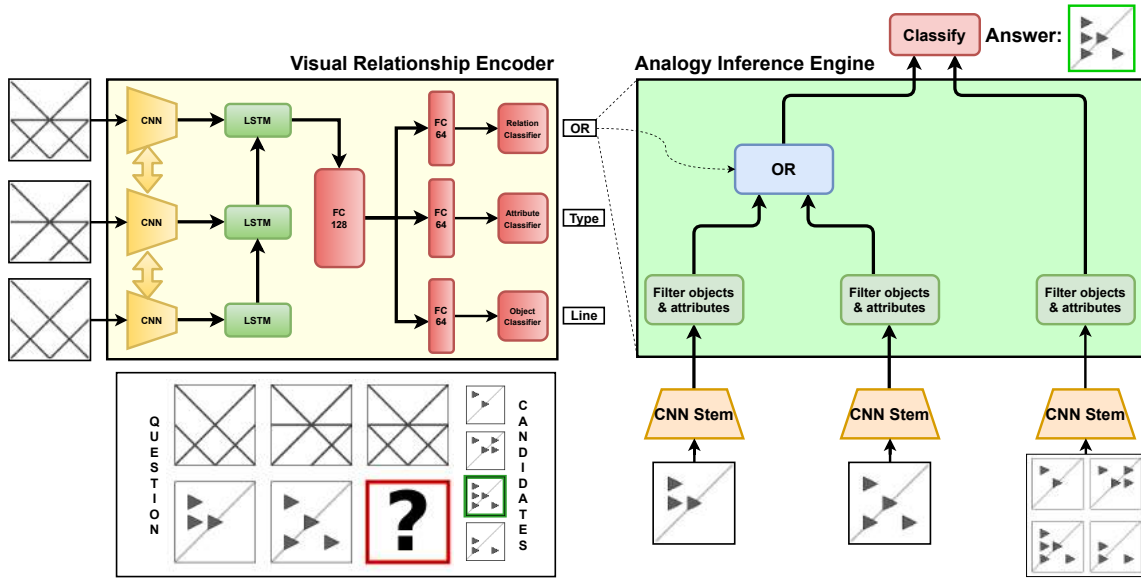 Visual Relationship Encoder
CNN
LSTM
CNN
LSTM
CNN
LSTM
FC
128
FC
64
Relation
Classifier
OR
FC
64
Attribute
Classifier
Type
FC
64
Object
Classifier
Line
Analogy Inference Engine
Classify
Answer:
OR
Filter objects
& attributes
Filter objects
& attributes
Filter objects
& attributes
CNN Stem
CNN Stem
CNN Stem
QUESTION
?
CANDIDATES